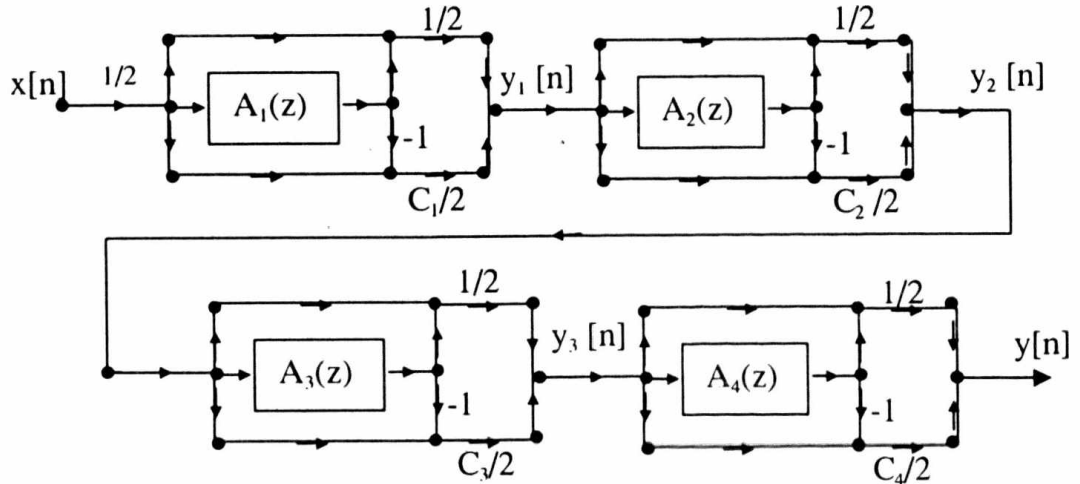 1/2 1/2
x[n] 1/2 A₁(z) y₁ [n] A₂(z) y₂ [n]
-1 -1
C₁/2 C₂/2
1/2 1/2
A₃(z) y₃ [n] A₄(z) y[n]
-1 -1
C₃/2 C₄/2